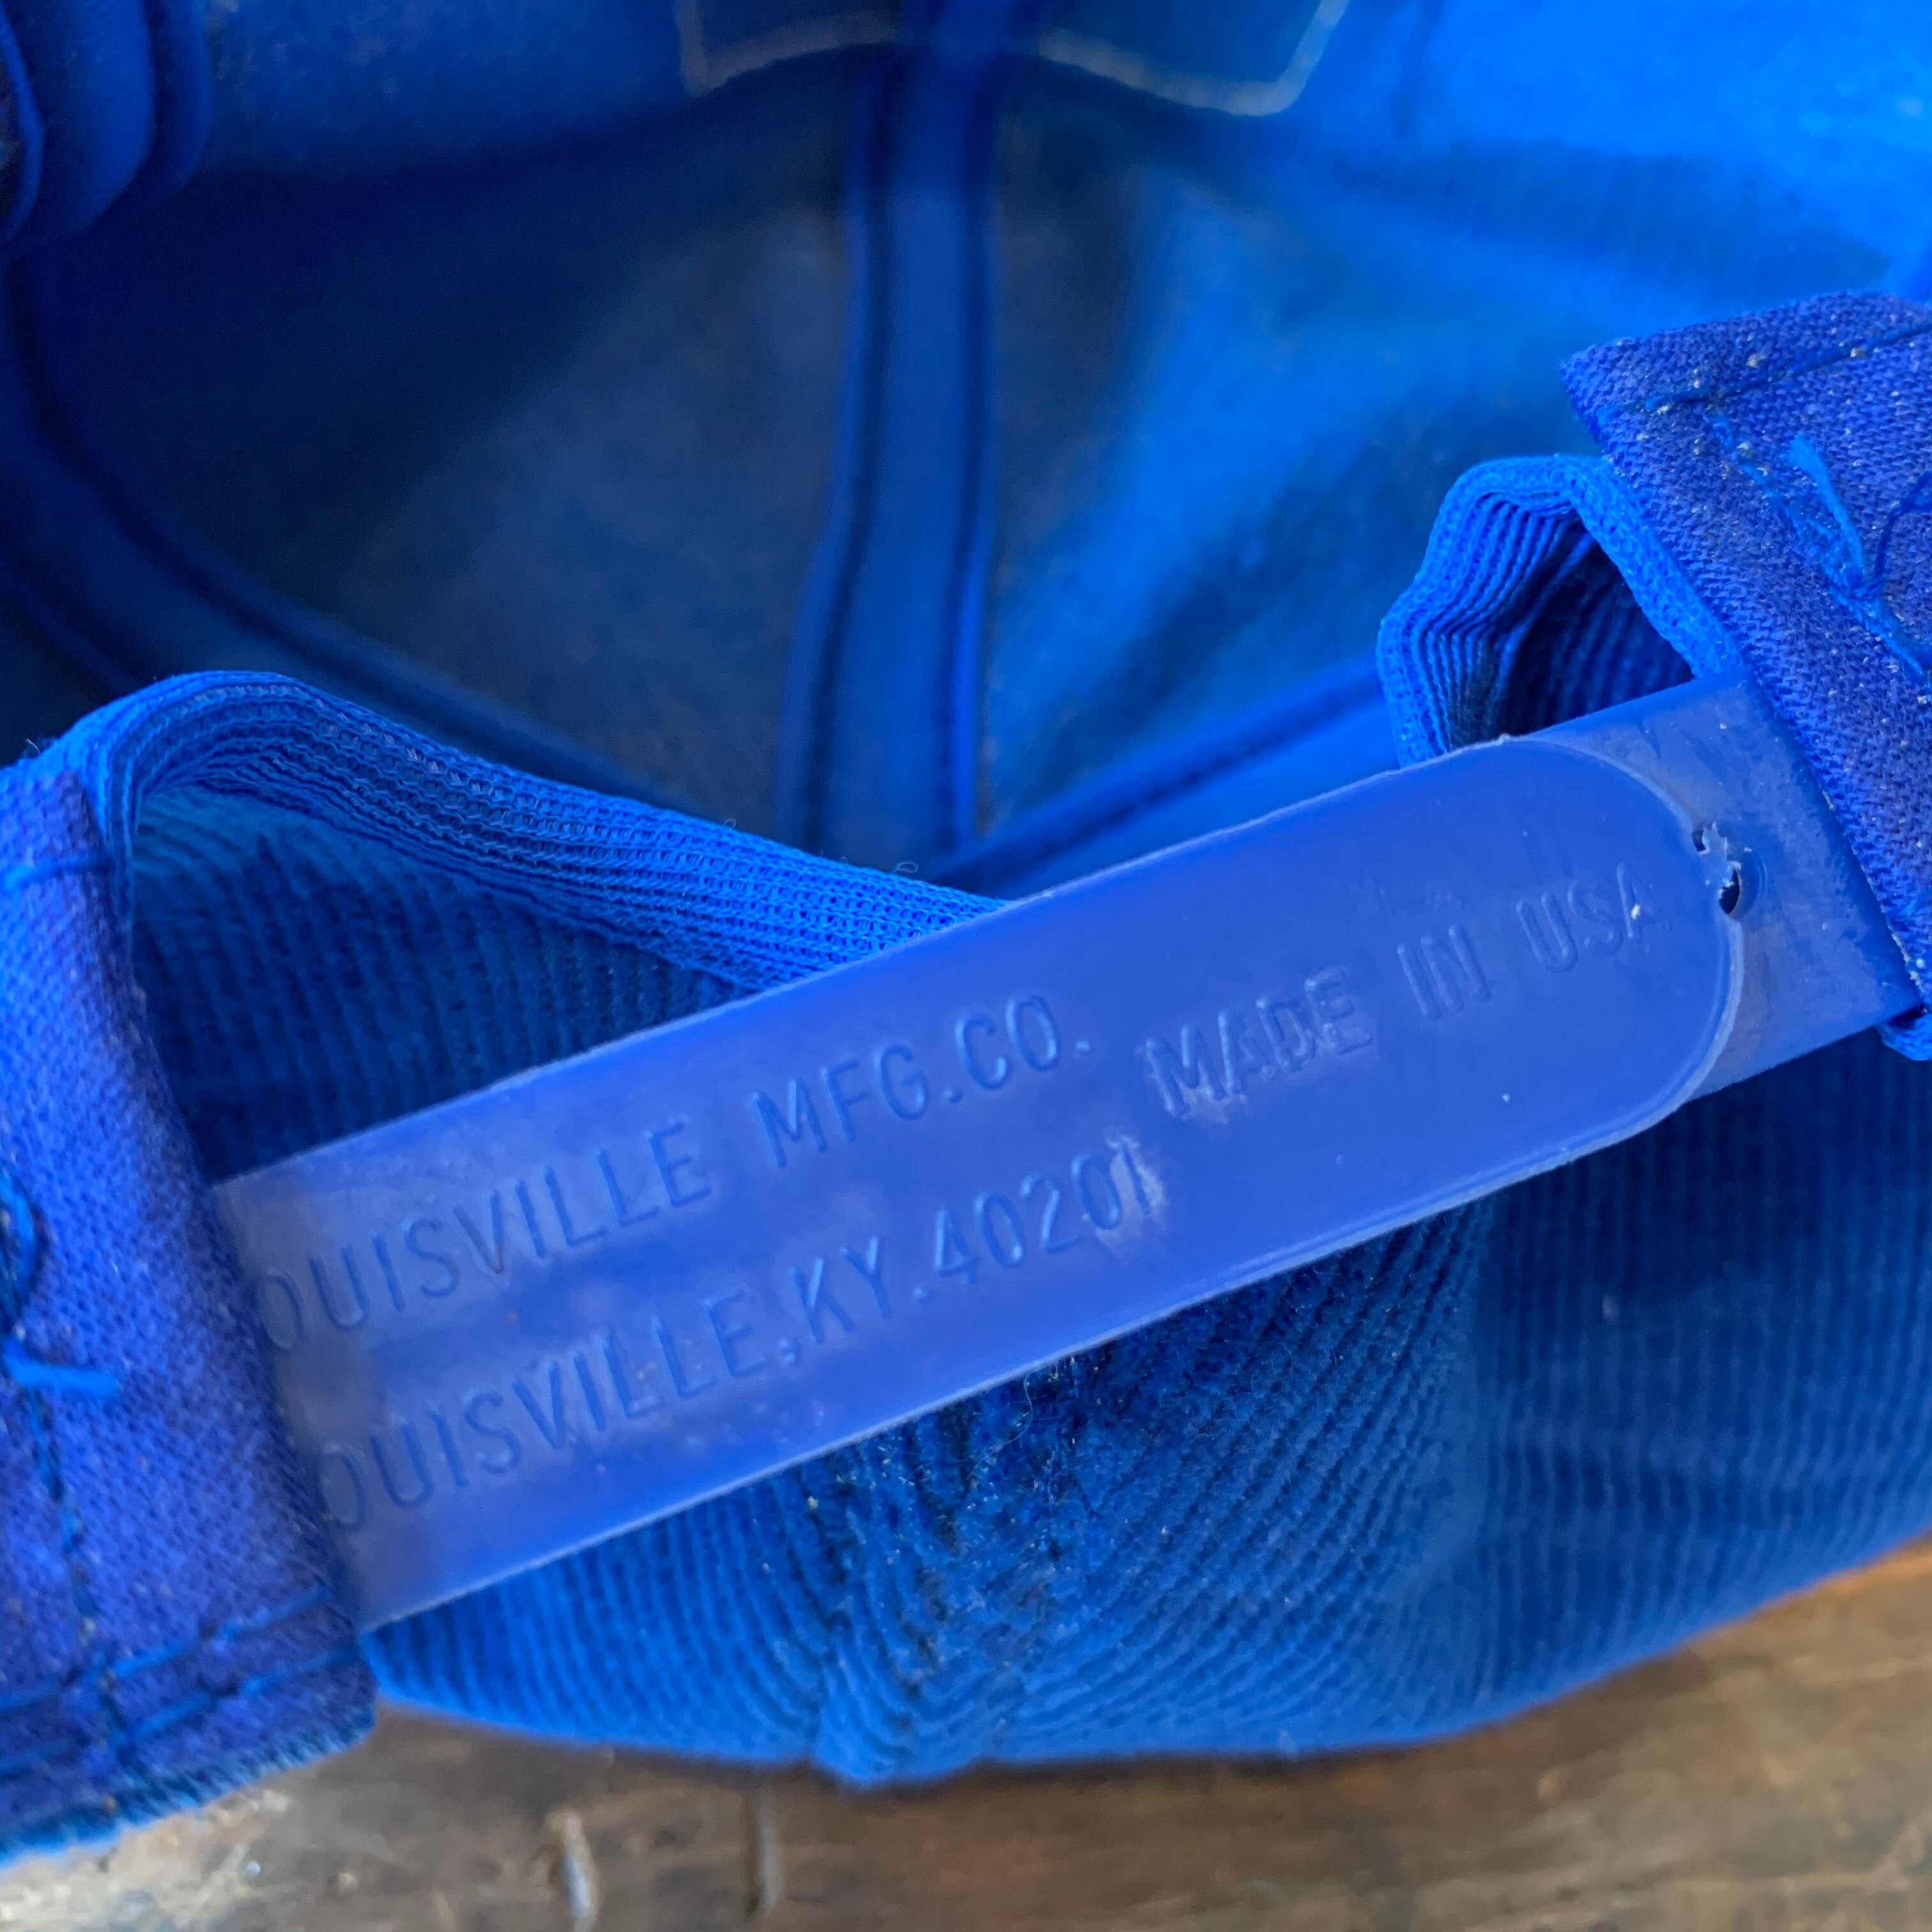 OUISVILLE MFG.CO. MADE IN USA
OUISVILLE,KY.40201